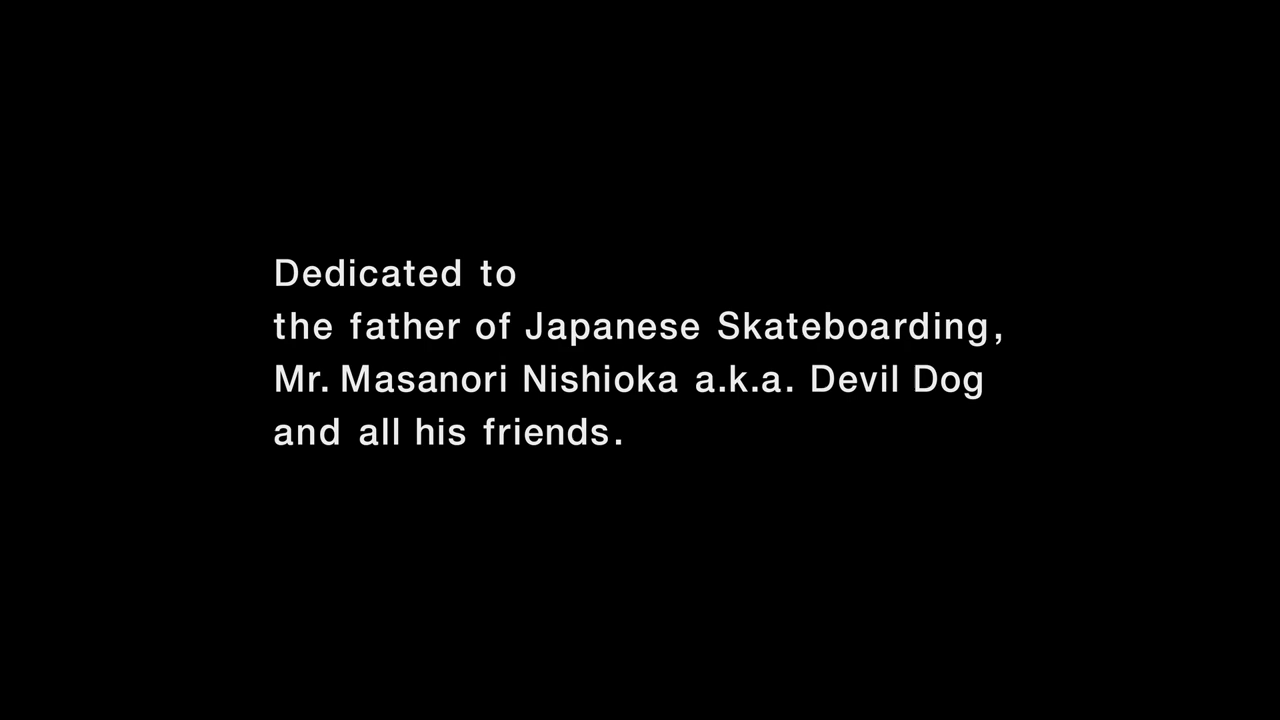 Dedicated to
the father of Japanese Skateboarding,
Mr. Masanori Nishioka a.k.a. Devil Dog
and all his friends.